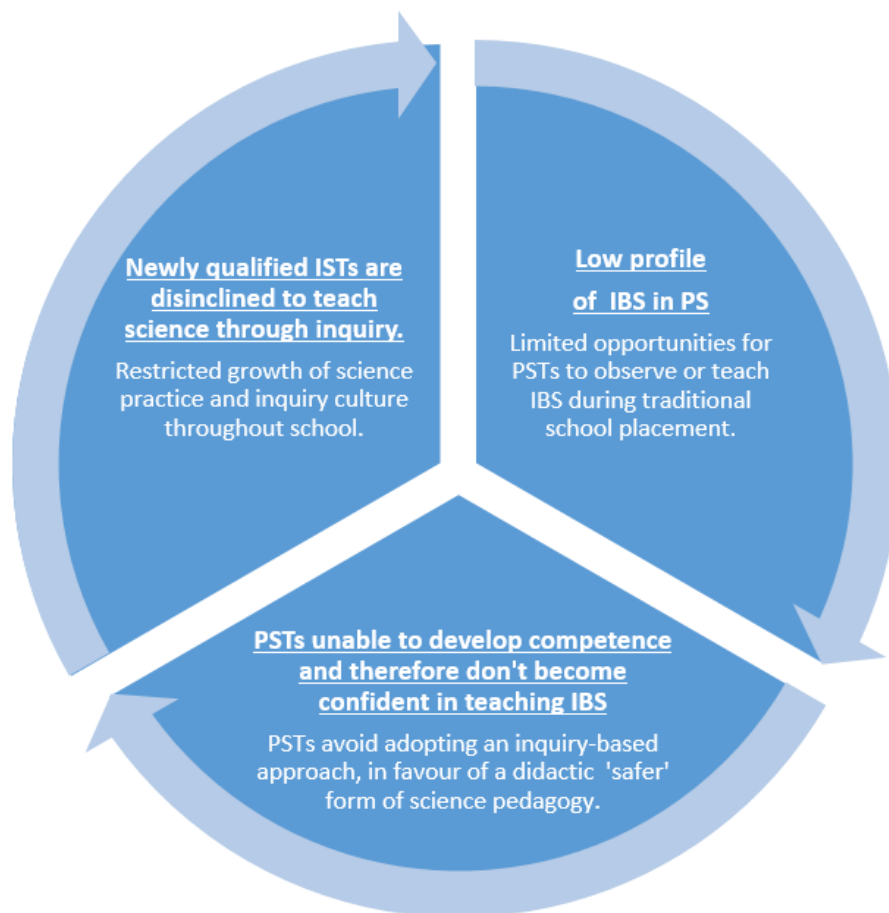 Newly qualified ISTs are
disinclined to teach
science through inquiry.
Restricted growth of science
practice and inquiry culture
throughout school.
Low profile
of  IBS in PS
Limited opportunities for
PSTs to observe or teach
IBS during traditional
school placement.
PSTs unable to develop competence
and therefore don't become
confident in teaching IBS
PSTs avoid adopting an inquiry-based
approach, in favour of a didactic  'safer'
form of science pedagogy.